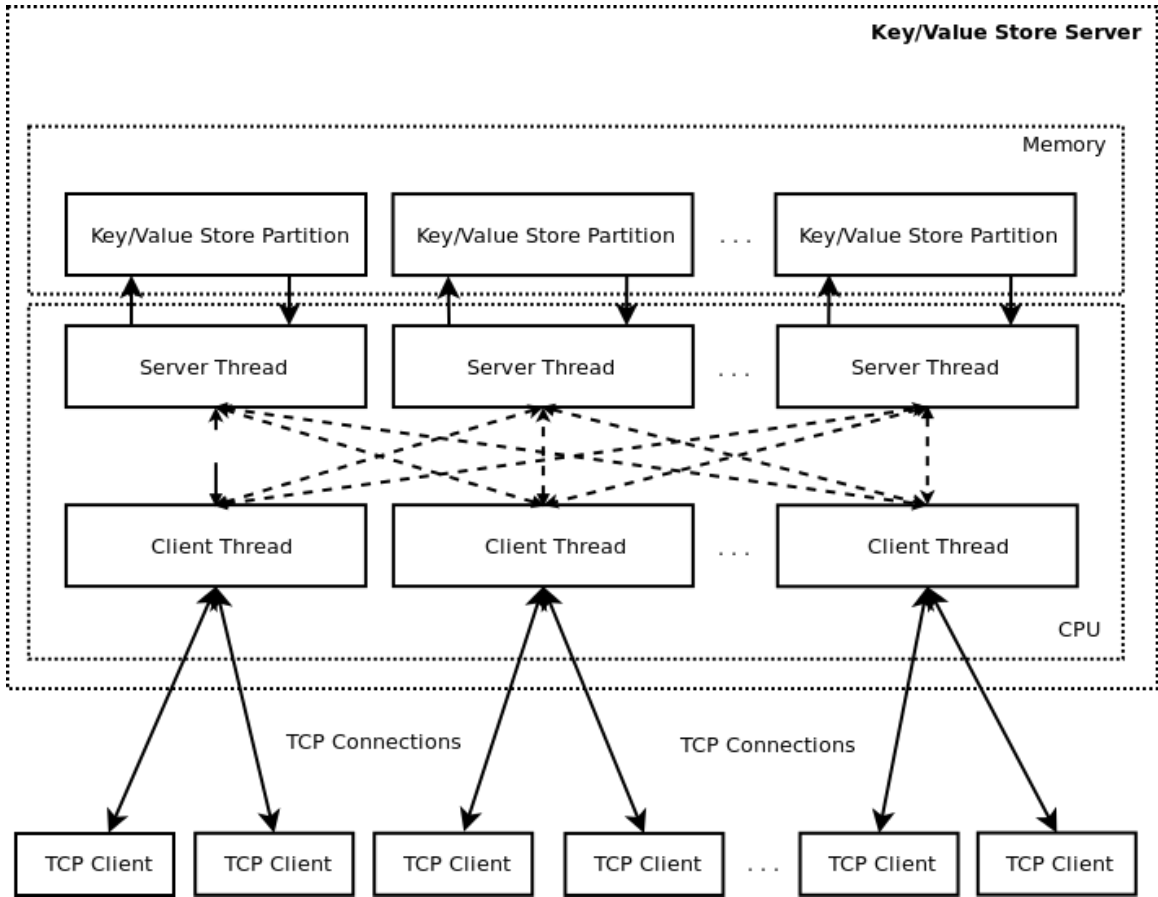 Key/Value Store Server
Memory
Key/Value Store Partition Key/Value Store Partition . . . Key/Value Store Partition
Server Thread Server Thread . . . Server Thread
Client Thread Client Thread . . . Client Thread
CPU
TCP Connections TCP Connections
TCP Client TCP Client TCP Client TCP Client . . . TCP Client TCP Client